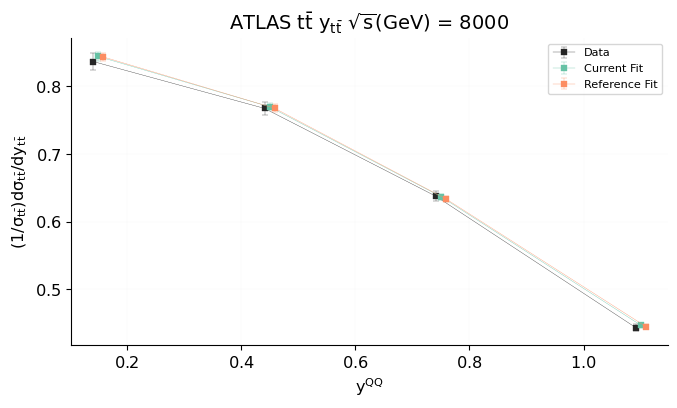 ATLAS tt̄ y_tt̄ √s(GeV) = 8000
Data
Current Fit
Reference Fit
(1/σ_tt̄)dσ_tt̄/dy_tt̄
0.8
0.7
0.6
0.5
0.2
0.4
0.6
0.8
1.0
y^QQ